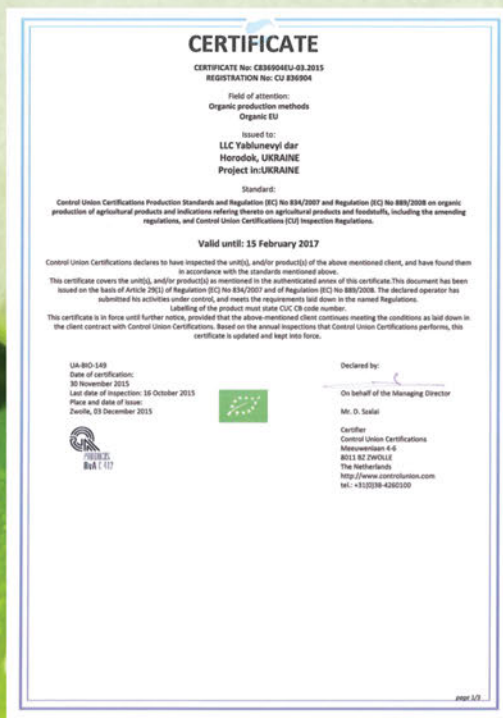 CERTIFICATE
CERTIFICATE No: C836904EU-03.2015
REGISTRATION No: CU 836904
Field of attention:
Organic production methods
Organic EU
Issued to:
LLC Yablunevyi dar
Horodok, UKRAINE
Project in:UKRAINE
Standard:
Control Union Certifications Production Standards and Regulation (EC) No 834/2007 and Regulation (EC) No 889/2008 on organic
production of agricultural products and indications refering thereto on agricultural products and foodstuffs, including the amending
regulations, and Control Union Certifications (CU) Inspection Regulations.
Valid until: 15 February 2017
Control Union Certifications declares to have inspected the unit(s), and/or product(s) of the above mentioned client, and have found them
in accordance with the standards mentioned above.
This certificate covers the unit(s), and/or product(s) as mentioned in the authenticated annex of this certificate.This document has been
issued on the basis of Article 29(1) of Regulation (EC) No 834/2007 and of Regulation (EC) No 889/2008. The declared operator has
submitted his activities under control, and meets the requirements laid down in the named Regulations.
Labelling of the product must state CUC CB code number.
This certificate is in force until further notice, provided that the above-mentioned client continues meeting the conditions as laid down in
the client contract with Control Union Certifications. Based on the annual inspections that Control Union Certifications performs, this
certificate is updated and kept into force.
UA-BIO-149
Date of certification:
30 November 2015
Last date of inspection: 16 October 2015
Place and date of issue:
Zwolle, 03 December 2015
PRODUCTS
RvA C 412
Declared by:
On behalf of the Managing Director
Mr. D. Szalai
Certifier
Control Union Certifications
Meeuwenlaan 4-6
8011 BZ ZWOLLE
The Netherlands
http://www.controlunion.com
tel.: +31(0)38-4260100
page 1/3